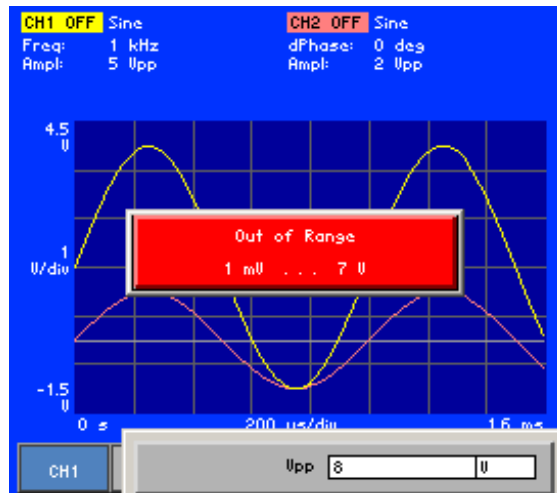 CH1 OFF Sine
CH2 OFF Sine
Freq: 1 kHz
dPhase: 0 deg
Ampl: 5 Vpp
Ampl: 2 Vpp
4.5
V
Out of Range
1 mV ... 7 V
1
V/div
-1.5
V
0 s
200 us/div
1.6 ms
CH1
Vpp 8 V